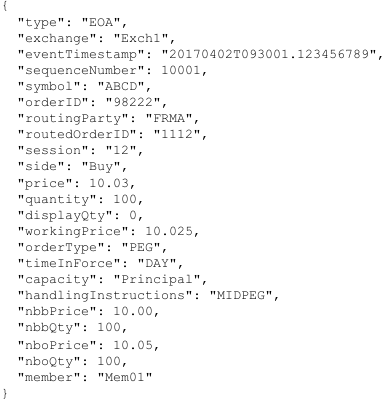 {
"type": "EOA",
"exchange": "Exch1",
"eventTimestamp": "20170402T093001.123456789",
"sequenceNumber": 10001,
"symbol": "ABCD",
"orderID": "98222",
"routingParty": "FRMA",
"routedOrderID": "1112",
"session": "12",
"side": "Buy",
"price": 10.03,
"quantity": 100,
"displayQty": 0,
"workingPrice": 10.025,
"orderType": "PEG",
"timeInForce": "DAY",
"capacity": "Principal",
"handlingInstructions": "MIDPEG",
"nbbPrice": 10.00,
"nbbQty": 100,
"nboPrice": 10.05,
"nboQty": 100,
"member": "Mem01"
}